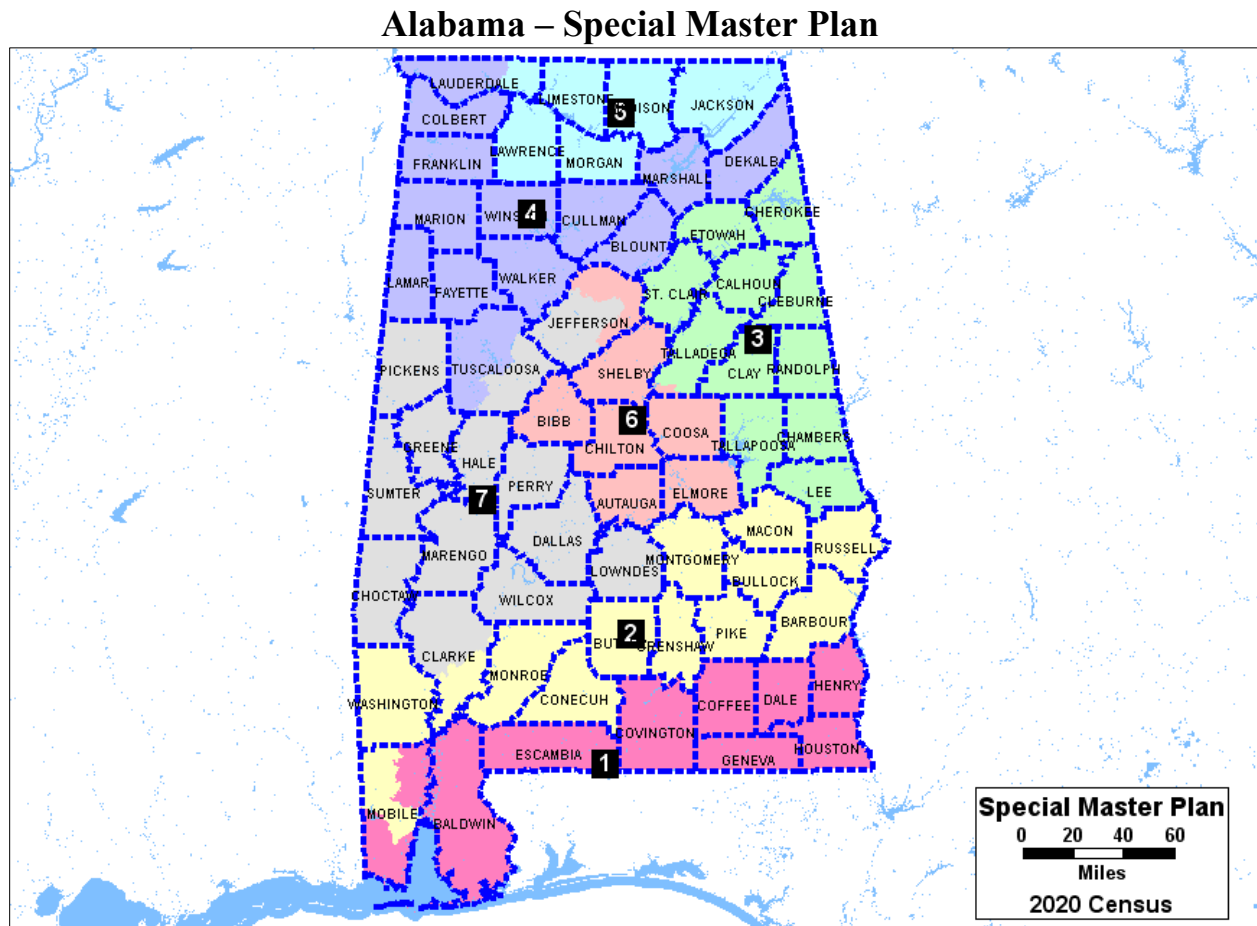 Alabama – Special Master Plan
LAUDERDALE
LIMESTONE
MADISON
JACKSON
5
COLBERT
FRANKLIN
LAWRENCE
MORGAN
MARSHALL
DEKALB
MARION
WINSTON
4
CULLMAN
CHEROKEE
ETOWAH
BLOUNT
LAMAR
FAYETTE
WALKER
ST. CLAIR
CALHOUN
CLEBURNE
JEFFERSON
3
PICKENS
TUSCALOOSA
SHELBY
TALLADEGA
CLAY
RANDOLPH
BIBB
6
COOSA
GREENE
HALE
CHILTON
TALLAPOOSA
CHAMBERS
SUMTER
7
PERRY
AUTAUGA
ELMORE
LEE
MACON
MARENGO
DALLAS
LOWNDES
MONTGOMERY
RUSSELL
BULLOCK
CHOCTAW
WILCOX
BARBOUR
CLARKE
2
BUTLER
CRENSHAW
PIKE
WASHINGTON
MONROE
CONECUH
COFFEE
DALE
HENRY
COVINGTON
ESCAMBIA
1
GENEVA
HOUSTON
MOBILE
BALDWIN
Special Master Plan
0 20 40 60
Miles
2020 Census